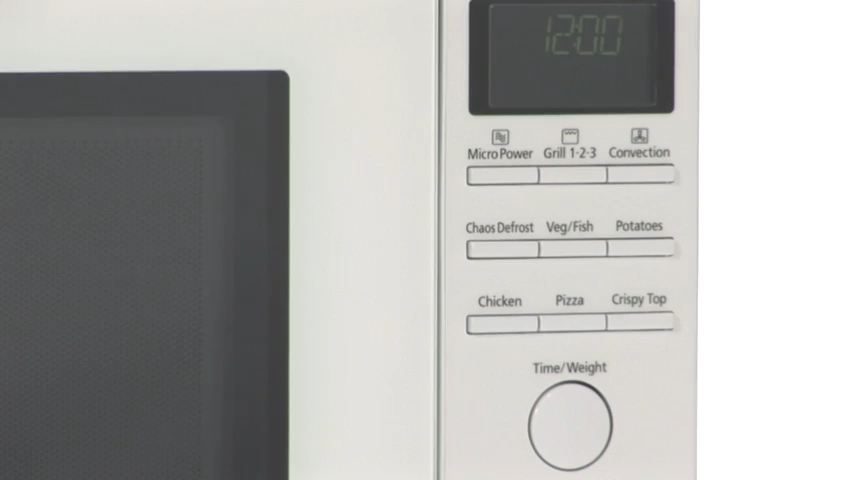 12:00
Micro Power Grill 1-2-3 Convection
Chaos Defrost Veg/Fish Potatoes
Chicken Pizza Crispy Top
Time/Weight